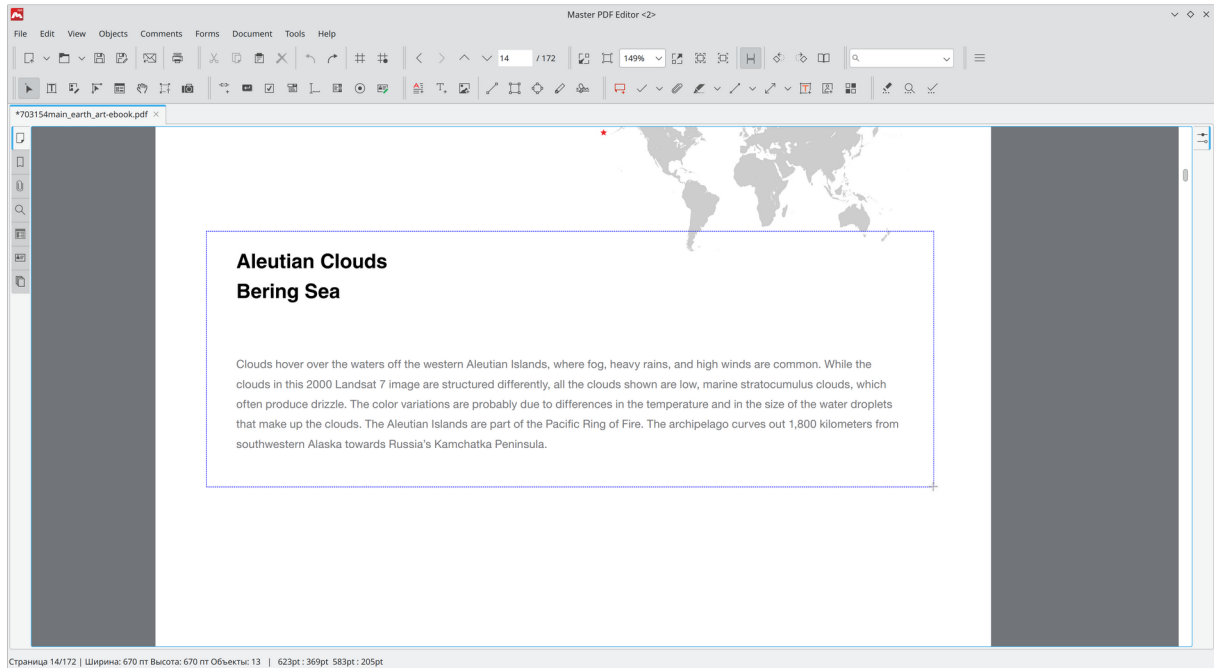 Master PDF Editor <2>
File Edit View Objects Comments Forms Document Tools Help
14 / 172 149%
*703154main_earth_art-ebook.pdf
Aleutian Clouds
Bering Sea
Clouds hover over the waters off the western Aleutian Islands, where fog, heavy rains, and high winds are common. While the
clouds in this 2000 Landsat 7 image are structured differently, all the clouds shown are low, marine stratocumulus clouds, which
often produce drizzle. The color variations are probably due to differences in the temperature and in the size of the water droplets
that make up the clouds. The Aleutian Islands are part of the Pacific Ring of Fire. The archipelago curves out 1,800 kilometers from
southwestern Alaska towards Russia's Kamchatka Peninsula.
Страница 14/172 | Ширина: 670 пт Высота: 670 пт Объекты: 13 | 623pt : 369pt 583pt : 205pt